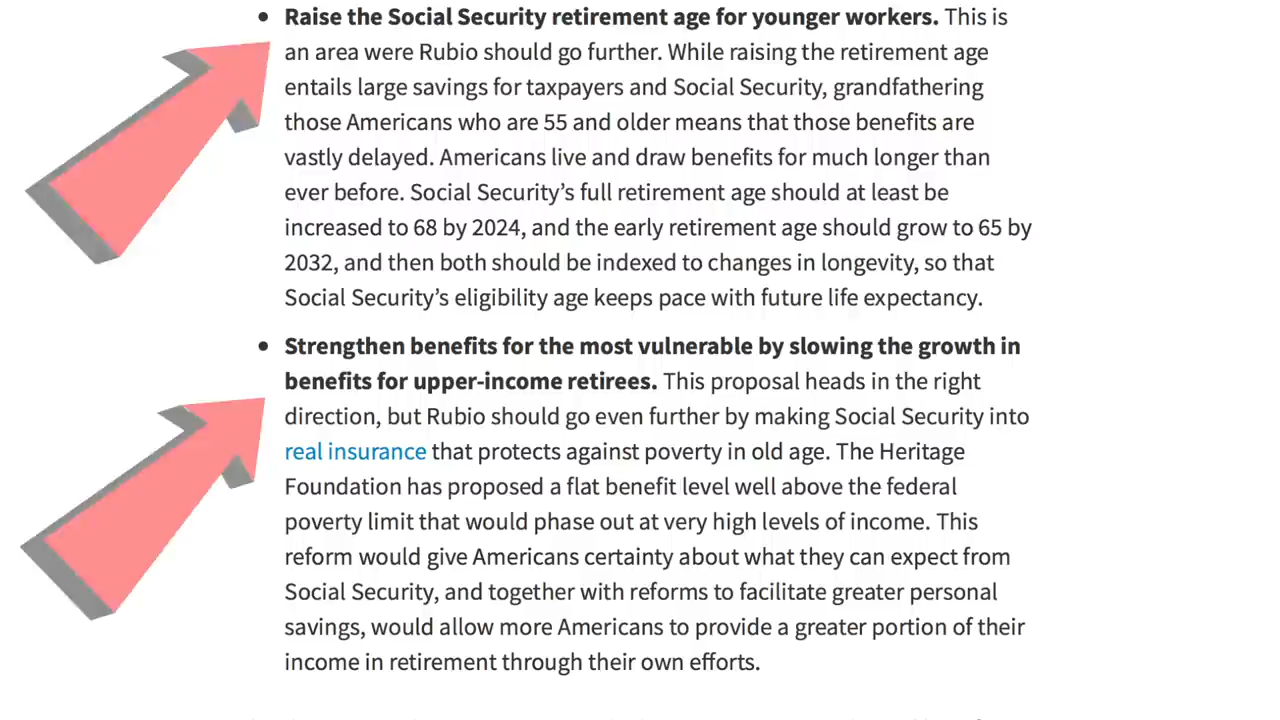 • Raise the Social Security retirement age for younger workers. This is
an area were Rubio should go further. While raising the retirement age
entails large savings for taxpayers and Social Security, grandfathering
those Americans who are 55 and older means that those benefits are
vastly delayed. Americans live and draw benefits for much longer than
ever before. Social Security’s full retirement age should at least be
increased to 68 by 2024, and the early retirement age should grow to 65 by
2032, and then both should be indexed to changes in longevity, so that
Social Security’s eligibility age keeps pace with future life expectancy.
• Strengthen benefits for the most vulnerable by slowing the growth in
benefits for upper-income retirees. This proposal heads in the right
direction, but Rubio should go even further by making Social Security into
real insurance that protects against poverty in old age. The Heritage
Foundation has proposed a flat benefit level well above the federal
poverty limit that would phase out at very high levels of income. This
reform would give Americans certainty about what they can expect from
Social Security, and together with reforms to facilitate greater personal
savings, would allow more Americans to provide a greater portion of their
income in retirement through their own efforts.